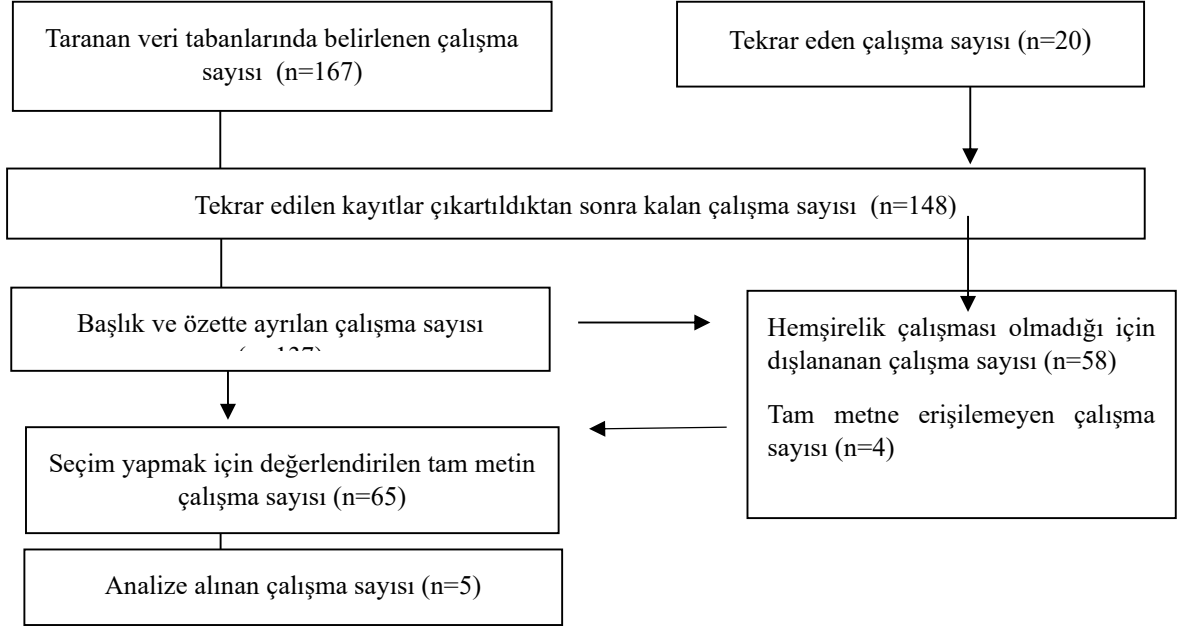 Taranan veri tabanlarında belirlenen çalışma
sayısı (n=167)
Tekrar eden çalışma sayısı (n=20)
Tekrar edilen kayıtlar çıkartıldıktan sonra kalan çalışma sayısı (n=148)
Başlık ve özette ayrılan çalışma sayısı
Hemşirelik çalışması olmadığı için
dışlananan çalışma sayısı (n=58)
Tam metne erişilemeyen çalışma
sayısı (n=4)
Seçim yapmak için değerlendirilen tam metin
çalışma sayısı (n=65)
Analize alınan çalışma sayısı (n=5)